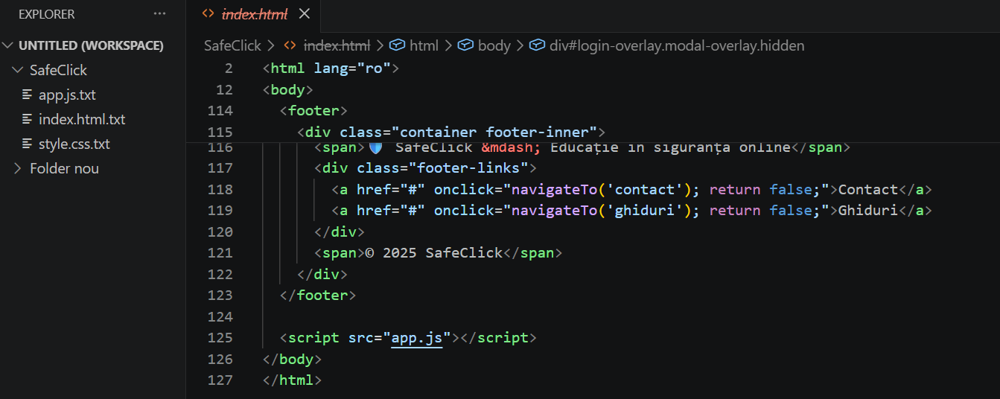 EXPLORER ...
UNTITLED (WORKSPACE)
SafeClick
app.js.txt
index.html.txt
style.css.txt
Folder nou
index.html
SafeClick > index.html > html > body > div#login-overlay.modal-overlay.hidden
2 <html lang="ro">
12 <body>
114 <footer>
115 <div class="container footer-inner">
116 <span>🛡️ SafeClick &mdash; Educație în siguranța online</span>
117 <div class="footer-links">
118 <a href="#" onclick="navigateTo('contact'); return false;">Contact</a>
119 <a href="#" onclick="navigateTo('ghiduri'); return false;">Ghiduri</a>
120 </div>
121 <span>© 2025 SafeClick</span>
122 </div>
123 </footer>
124
125 <script src="app.js"></script>
126 </body>
127 </html>